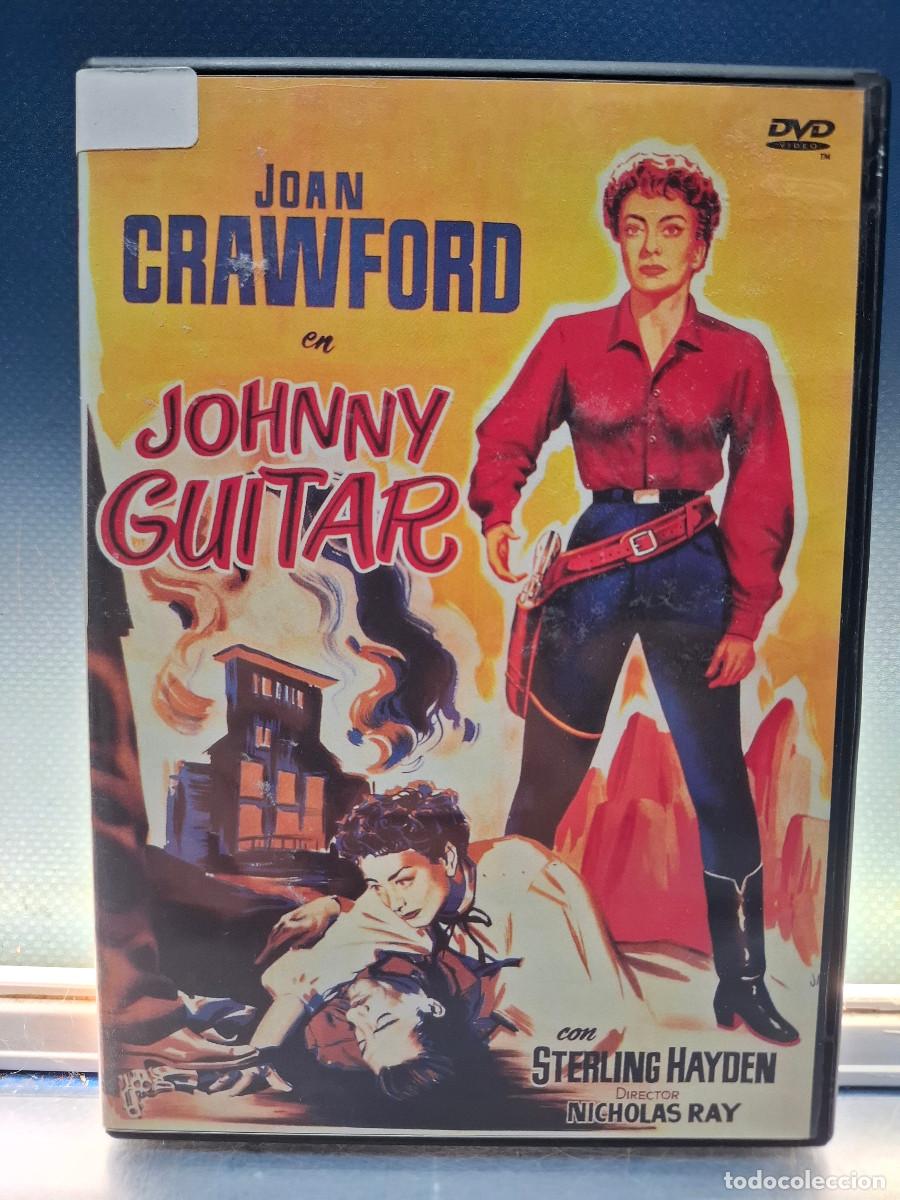 DVD
VIDEO
TM
JOAN
CRAWFORD
en
JOHNNY
GUITAR
con
STERLING HAYDEN
DIRECTOR
NICHOLAS RAY
todocoleccion